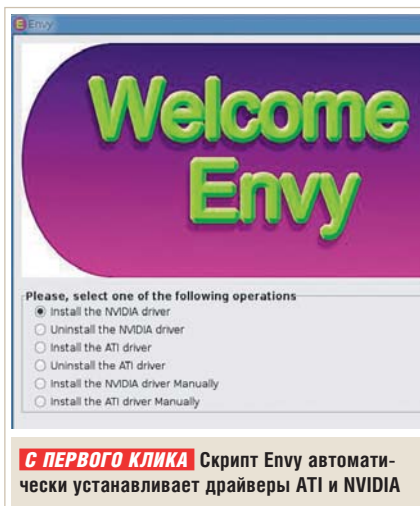 Envy
Welcome
Envy
Please, select one of the following operations
Install the NVIDIA driver
Uninstall the NVIDIA driver
Install the ATI driver
Uninstall the ATI driver
Install the NVIDIA driver Manually
Install the ATI driver Manually
С ПЕРВОГО КЛИКА Скрипт Envy автомати-
чески устанавливает драйверы ATI и NVIDIA